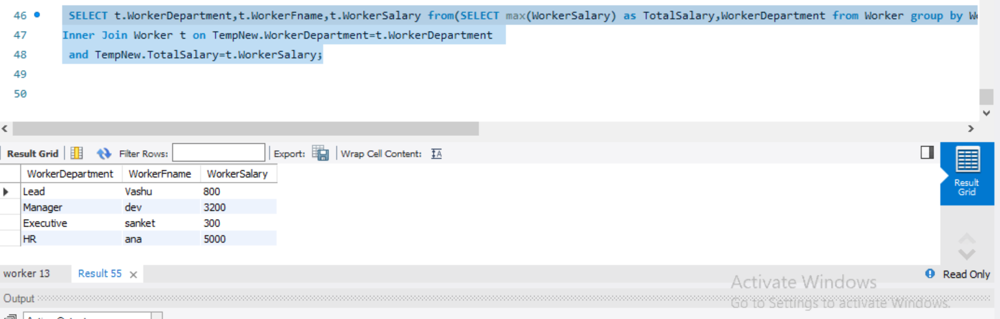 46 SELECT t.WorkerDepartment,t.WorkerFname,t.WorkerSalary from(SELECT max(WorkerSalary) as TotalSalary,WorkerDepartment from Worker group by
47 Inner Join Worker t on TempNew.WorkerDepartment=t.WorkerDepartment
48 and TempNew.TotalSalary=t.WorkerSalary;
49
50
Result Grid Filter Rows: Export: Wrap Cell Content: IA
WorkerDepartment WorkerFname WorkerSalary
Lead Vashu 800
Manager dev 3200
Executive sanket 300
HR ana 5000
Result
Grid
worker 13 Result 55 Read Only
Activate Windows
Go to Settings to activate Windows.
Output